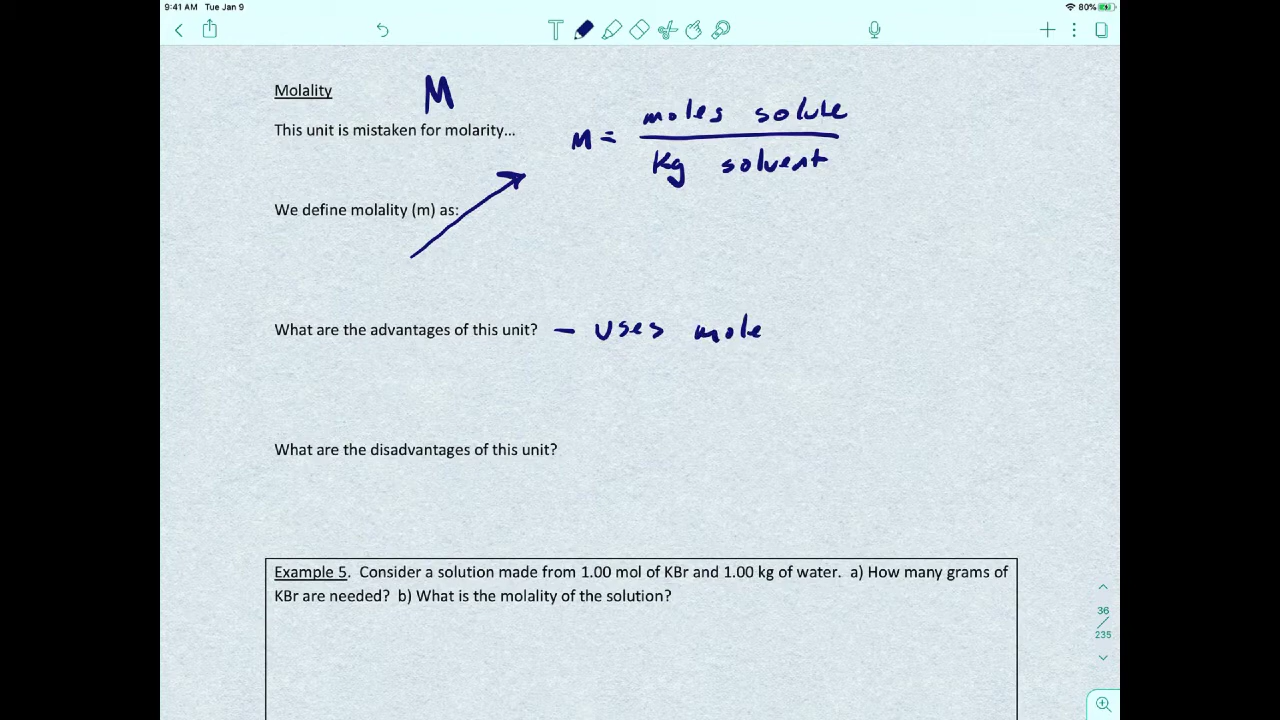 9:41 AM Tue Jan 9
80%
T
Molality
M
This unit is mistaken for molarity...
m = moles solute
kg solvent
We define molality (m) as:
What are the advantages of this unit? - uses mole
What are the disadvantages of this unit?
Example 5. Consider a solution made from 1.00 mol of KBr and 1.00 kg of water. a) How many grams of
KBr are needed? b) What is the molality of the solution?
36
/
235